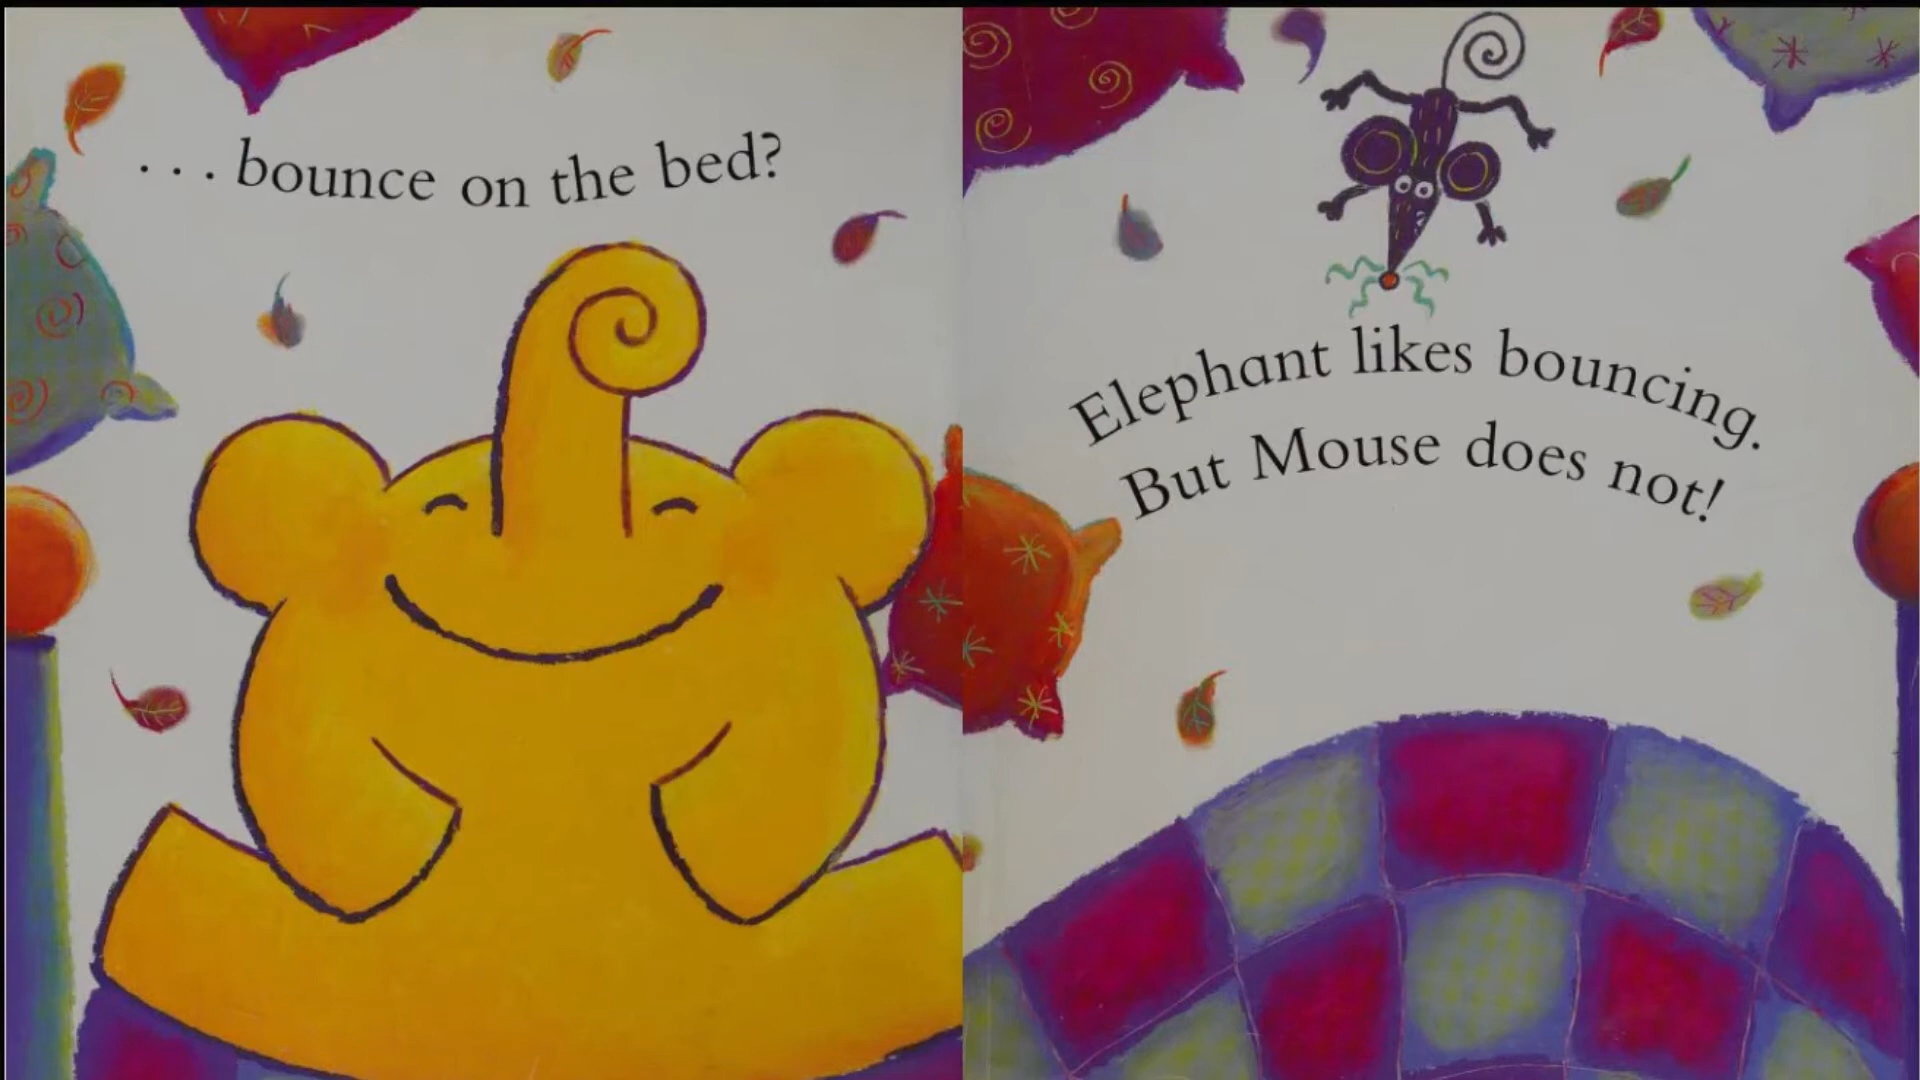 . . . bounce on the bed?
Elephant likes bouncing.
But Mouse does not!